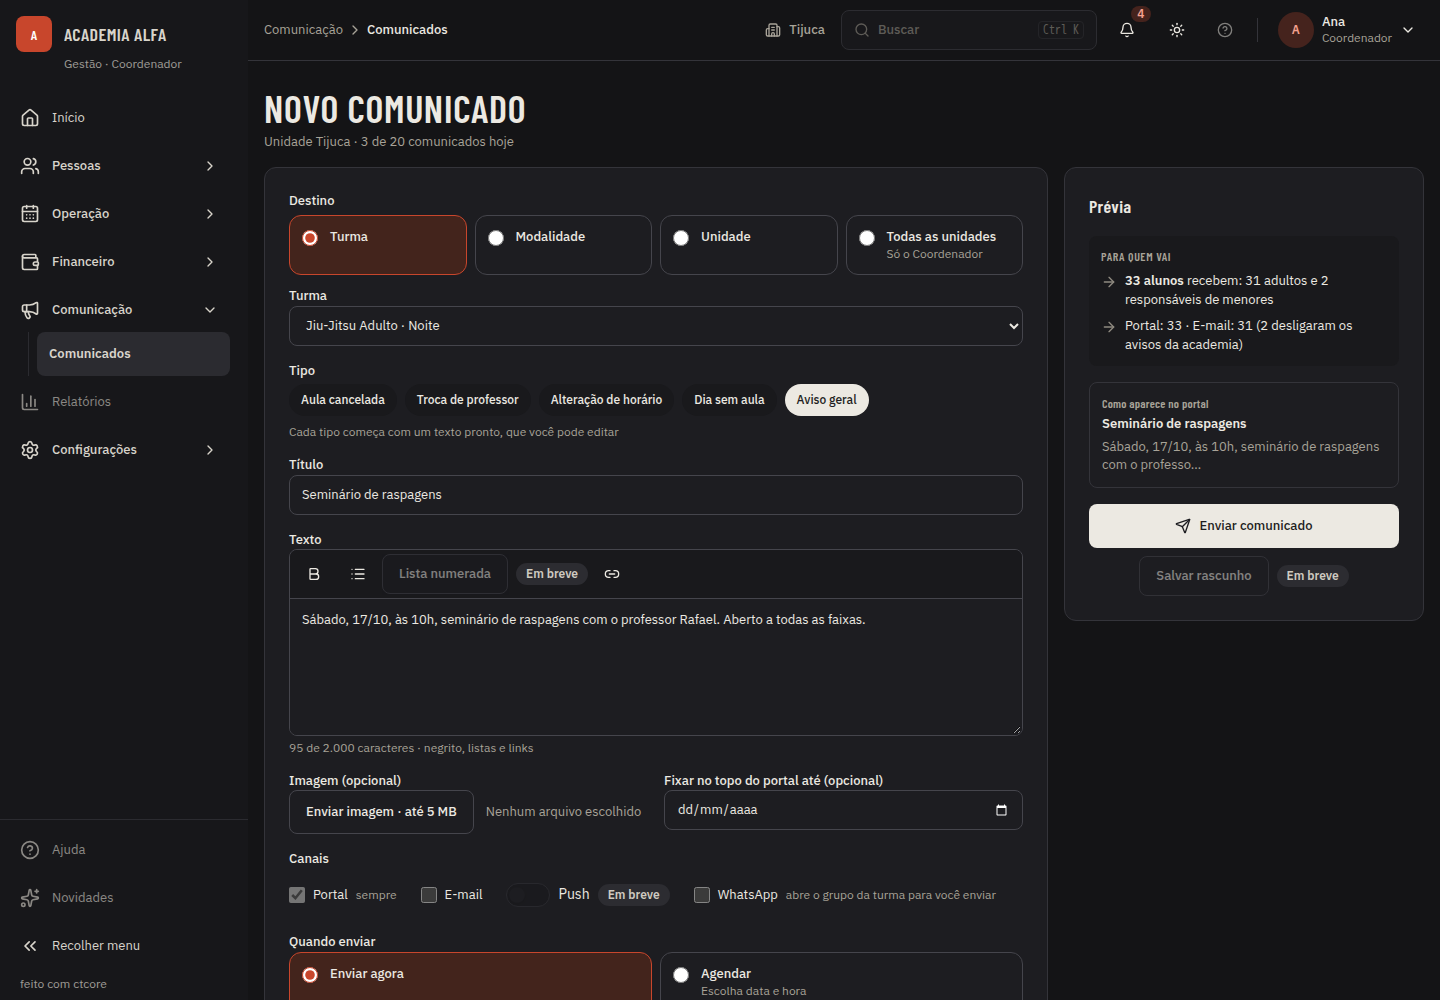 A
ACADEMIA ALFA
Gestão · Coordenador
Início
Pessoas
Operação
Financeiro
Comunicação
Comunicados
Relatórios
Configurações
Ajuda
Novidades
Recolher menu
feito com ctcore
Comunicação > Comunicados
Tijuca
Buscar
Ctrl K
4
A
Ana
Coordenador
NOVO COMUNICADO
Unidade Tijuca · 3 de 20 comunicados hoje
Destino
Turma
Modalidade
Unidade
Todas as unidades
Só o Coordenador
Turma
Jiu-Jitsu Adulto · Noite
Tipo
Aula cancelada
Troca de professor
Alteração de horário
Dia sem aula
Aviso geral
Cada tipo começa com um texto pronto, que você pode editar
Título
Seminário de raspagens
Texto
B
Lista numerada
Em breve
Sábado, 17/10, às 10h, seminário de raspagens com o professor Rafael. Aberto a todas as faixas.
95 de 2.000 caracteres · negrito, listas e links
Imagem (opcional)
Enviar imagem · até 5 MB
Nenhum arquivo escolhido
Fixar no topo do portal até (opcional)
dd/mm/aaaa
Canais
Portal sempre
E-mail
Push
Em breve
WhatsApp abre o grupo da turma para você enviar
Quando enviar
Enviar agora
Agendar
Escolha data e hora
Prévia
PARA QUEM VAI
33 alunos recebem: 31 adultos e 2
responsáveis de menores
Portal: 33 · E-mail: 31 (2 desligaram os
avisos da academia)
Como aparece no portal
Seminário de raspagens
Sábado, 17/10, às 10h, seminário de raspagens
com o professo...
Enviar comunicado
Salvar rascunho
Em breve